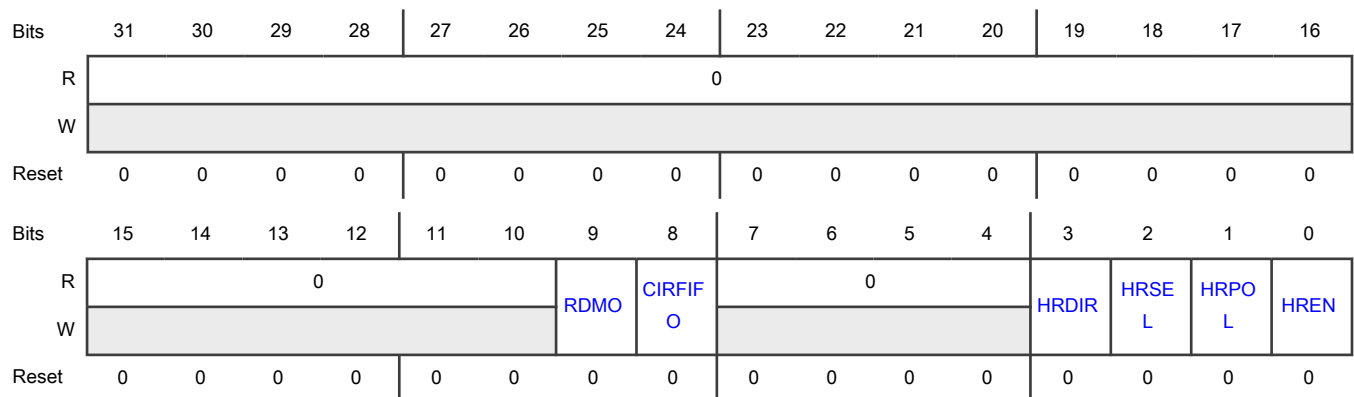 Bits 31 30 29 28 27 26 25 24 23 22 21 20 19 18 17 16
R 0
W
Reset 0 0 0 0 0 0 0 0 0 0 0 0 0 0 0 0
Bits 15 14 13 12 11 10 9 8 7 6 5 4 3 2 1 0
R 0 RDMO CIRFIF 0 HRDIR HRSE HRPO HREN
W O L L
Reset 0 0 0 0 0 0 0 0 0 0 0 0 0 0 0 0